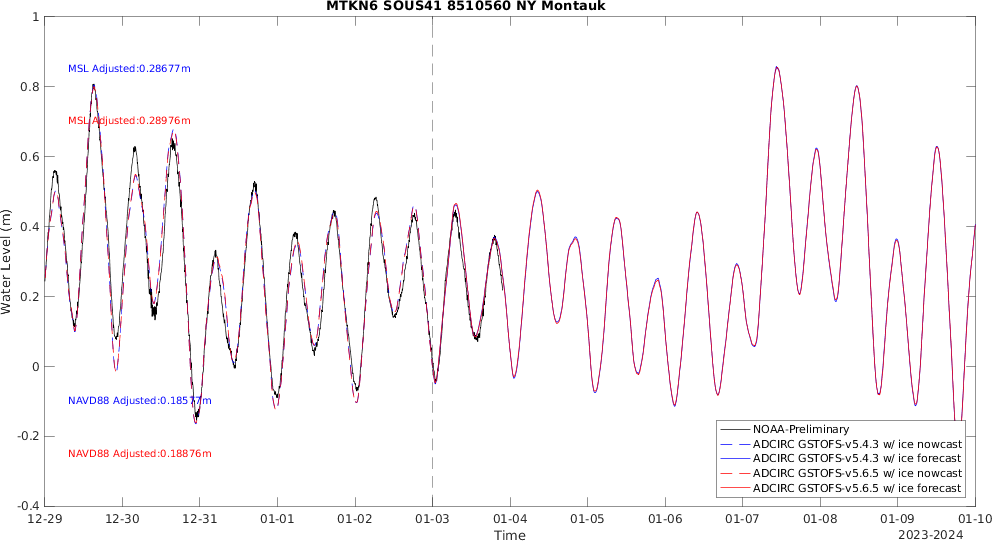 MTKN6 SOUS41 8510560 NY Montauk
1
0.8
0.6
0.4
0.2
0
-0.2
-0.4
Water Level (m)
MSL Adjusted:0.28677m
MSL Adjusted:0.28976m
NAVD88 Adjusted:0.18577m
NAVD88 Adjusted:0.18876m
NOAA-Preliminary
ADCIRC GSTOFS-v5.4.3 w/ ice nowcast
ADCIRC GSTOFS-v5.4.3 w/ ice forecast
ADCIRC GSTOFS-v5.6.5 w/ ice nowcast
ADCIRC GSTOFS-v5.6.5 w/ ice forecast
12-29 12-30 12-31 01-01 01-02 01-03 01-04 01-05 01-06 01-07 01-08 01-09 01-10
Time
2023-2024